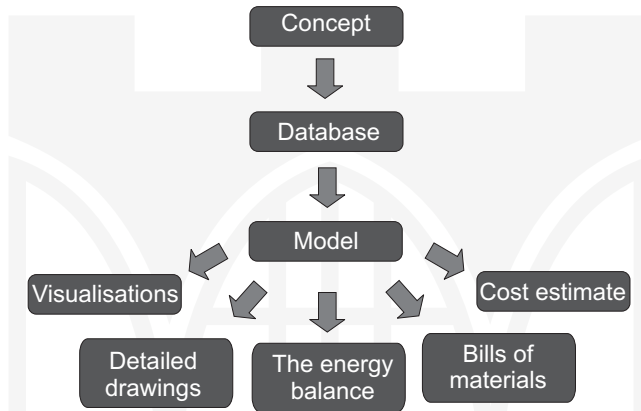 Concept
Database
Model
Visualisations
Cost estimate
Detailed
drawings
The energy
balance
Bills of
materials